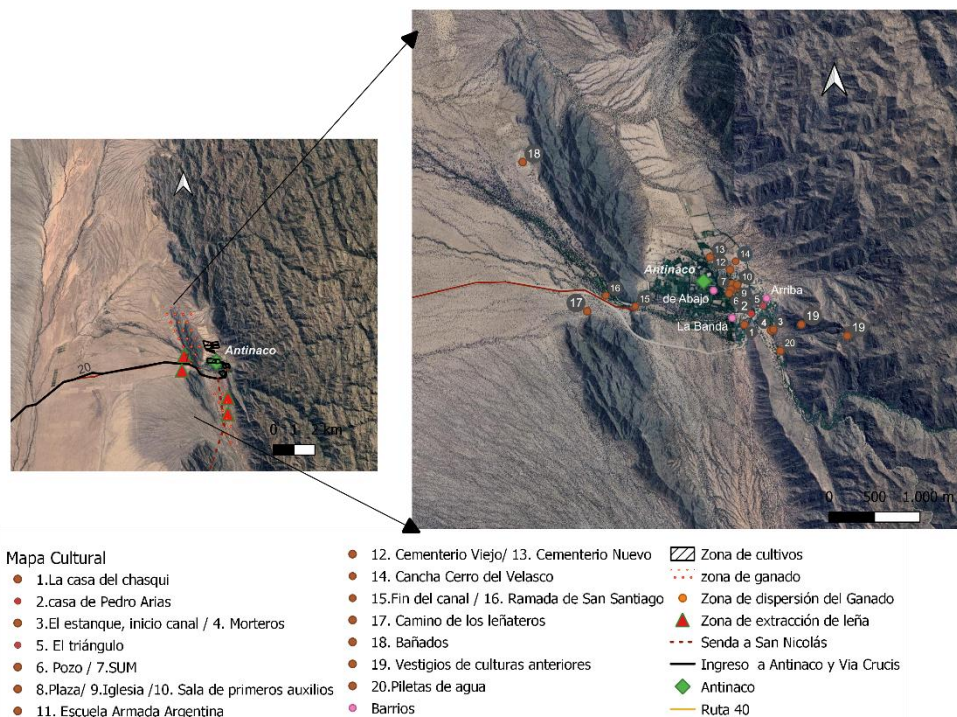 20
Antinaco
0 1 2 km
18
13
14
12
Antinaco
7
10
9
6
de Abajo
Arriba
5
2
La Banda
1
4
3
19
19
20
16
15
17
0 500 1.000 m
Mapa Cultural
1.La casa del chasqui
2.casa de Pedro Arias
3.El estanque, inicio canal / 4. Morteros
5. El triángulo
6. Pozo / 7.SUM
8.Plaza/ 9.Iglesia /10. Sala de primeros auxilios
11. Escuela Armada Argentina
12. Cementerio Viejo/ 13. Cementerio Nuevo
14. Cancha Cerro del Velasco
15.Fin del canal / 16. Ramada de San Santiago
17. Camino de los leñateros
18. Bañados
19. Vestigios de culturas anteriores
20.Piletas de agua
Barrios
Zona de cultivos
zona de ganado
Zona de dispersión del Ganado
Zona de extracción de leña
Senda a San Nicolás
Ingreso a Antinaco y Via Crucis
Antinaco
Ruta 40